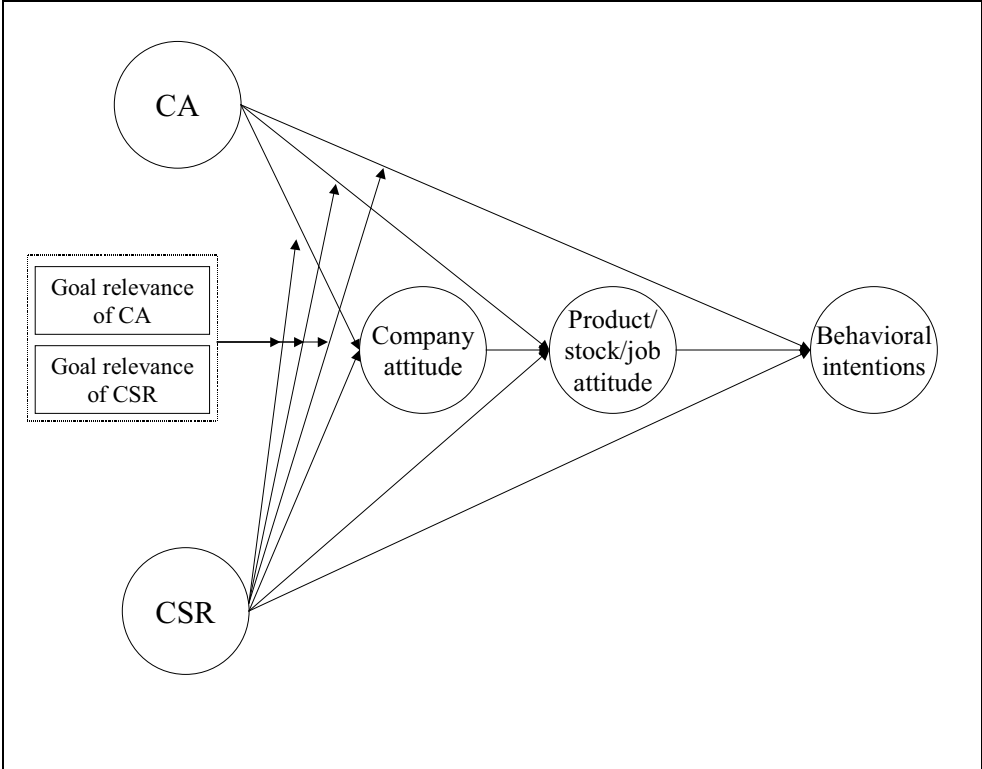 CA
Goal relevance
of CA
Goal relevance
of CSR
Company
attitude
Product/
stock/job
attitude
Behavioral
intentions
CSR